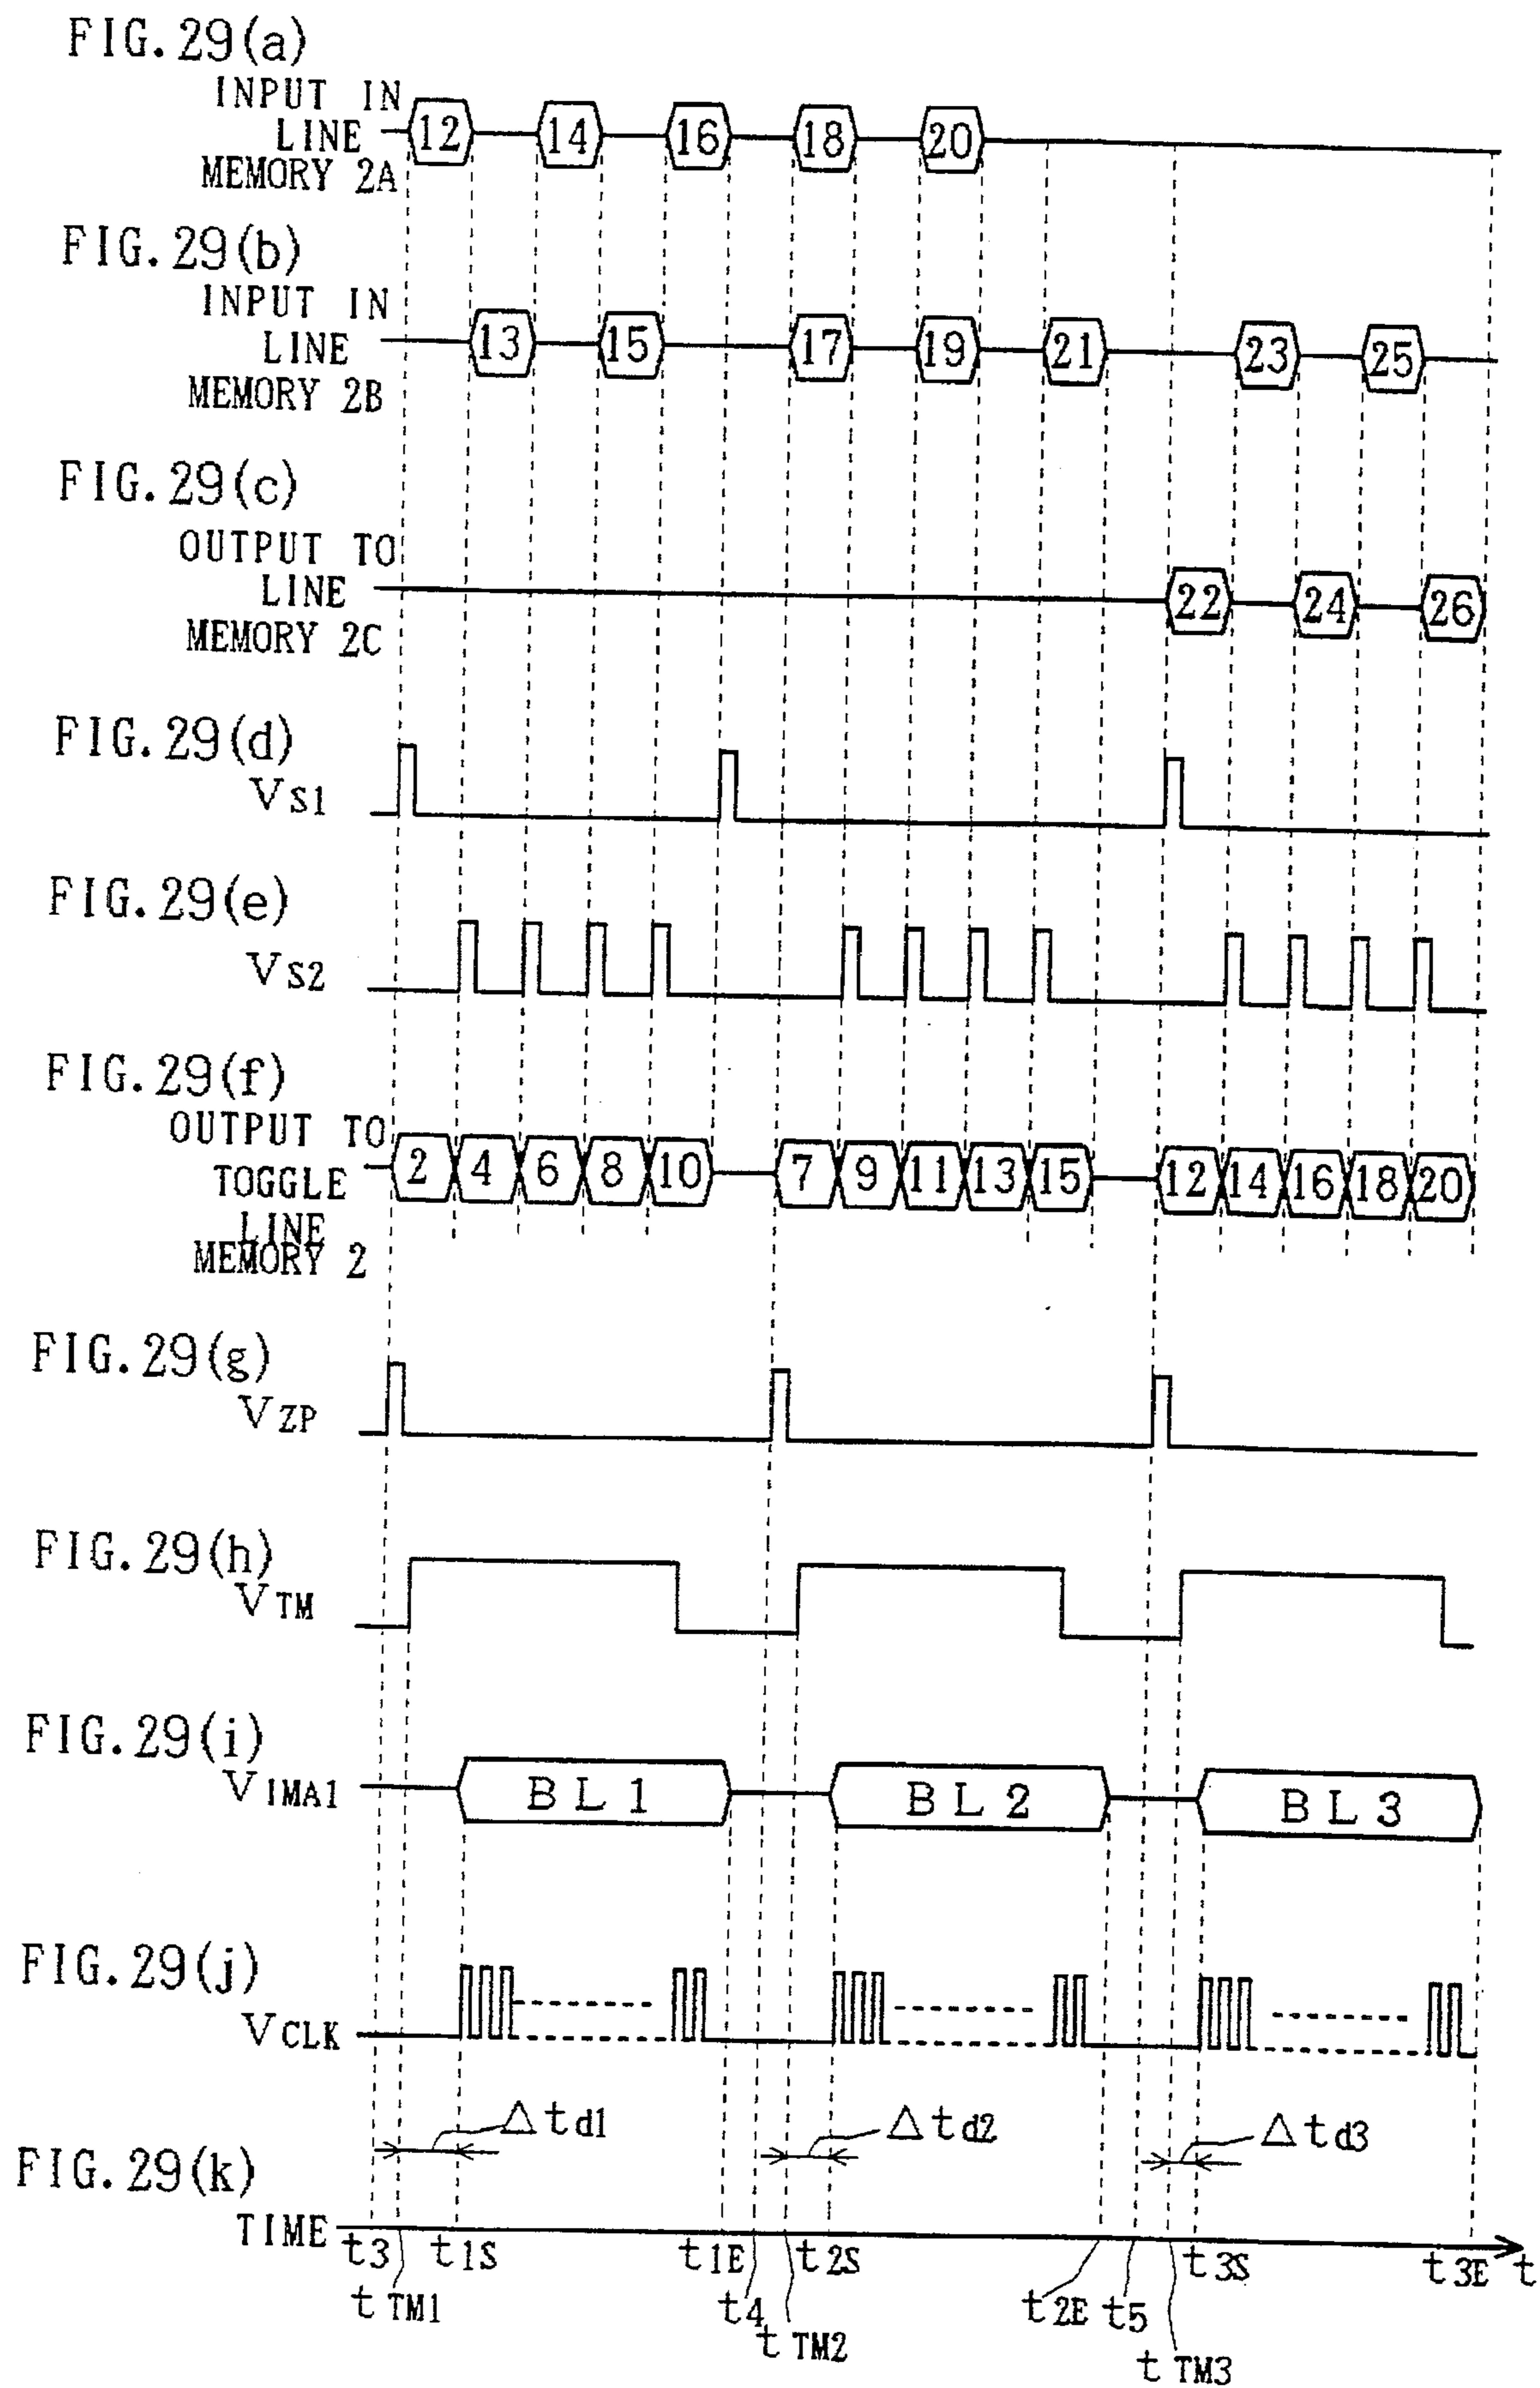 FIG.29(a)
INPUT IN
LINE
MEMORY 2A
12 14 16 18 20
FIG.29(b)
INPUT IN
LINE
MEMORY 2B
13 15 17 19 21 23 25
FIG.29(c)
OUTPUT TO
LINE
MEMORY 2C
22 24 26
FIG.29(d)
VS1
FIG.29(e)
VS2
FIG.29(f)
OUTPUT TO
TOGGLE
LINE
MEMORY 2
2 4 6 8 10 7 9 11 13 15 12 14 16 18 20
FIG.29(g)
VZP
FIG.29(h)
VTM
FIG.29(i)
VIMA1
BL1 BL2 BL3
FIG.29(j)
VCLK
Δtd1 Δtd2 Δtd3
FIG.29(k)
TIME
t3 t1S t1E t2S t3S t3E t
tTM1 t4 t2E t5
tTM2 tTM3